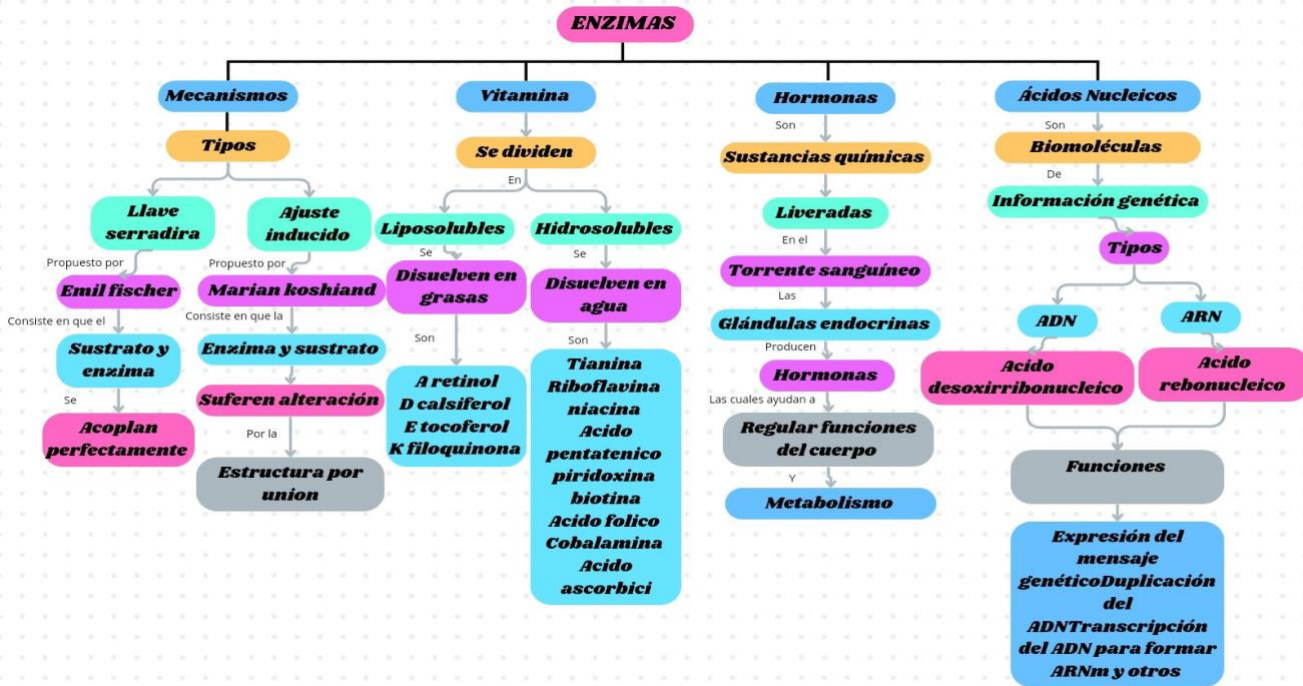 ENZIMAS
Mecanismos
Tipos
Llave
serradira
Propuesto por
Emil fischer
Consiste en que el
Sustrato y
enzima
Se
Acoplan
perfectamente
Ajuste
inducido
Propuesto por
Marian koshiand
Consiste en que la
Enzima y sustrato
Suferen alteración
Por la
Estructura por
union
Vitamina
Se dividen
En
Liposolubles
Se
Disuelven en
grasas
Son
A retinol
D calsiferol
E tocoferol
K filoquinona
Hidrosolubles
Se
Disuelven en
agua
Son
Tianina
Riboflavina
niacina
Acido
pentatenico
piridoxina
biotina
Acido folico
Cobalamina
Acido
ascorbici
Hormonas
Son
Sustancias químicas
Liveradas
En el
Torrente sanguíneo
Las
Glándulas endocrinas
Producen
Hormonas
Las cuales ayudan a
Regular funciones
del cuerpo
Y
Metabolismo
Ácidos Nucleicos
Son
Biomoléculas
De
Información genética
Tipos
ADN
Acido
desoxirribonucleico
ARN
Acido
rebonucleico
Funciones
Expresión del
mensaje
genéticoDuplicación
del
ADNTranscripción
del ADN para formar
ARNm y otros